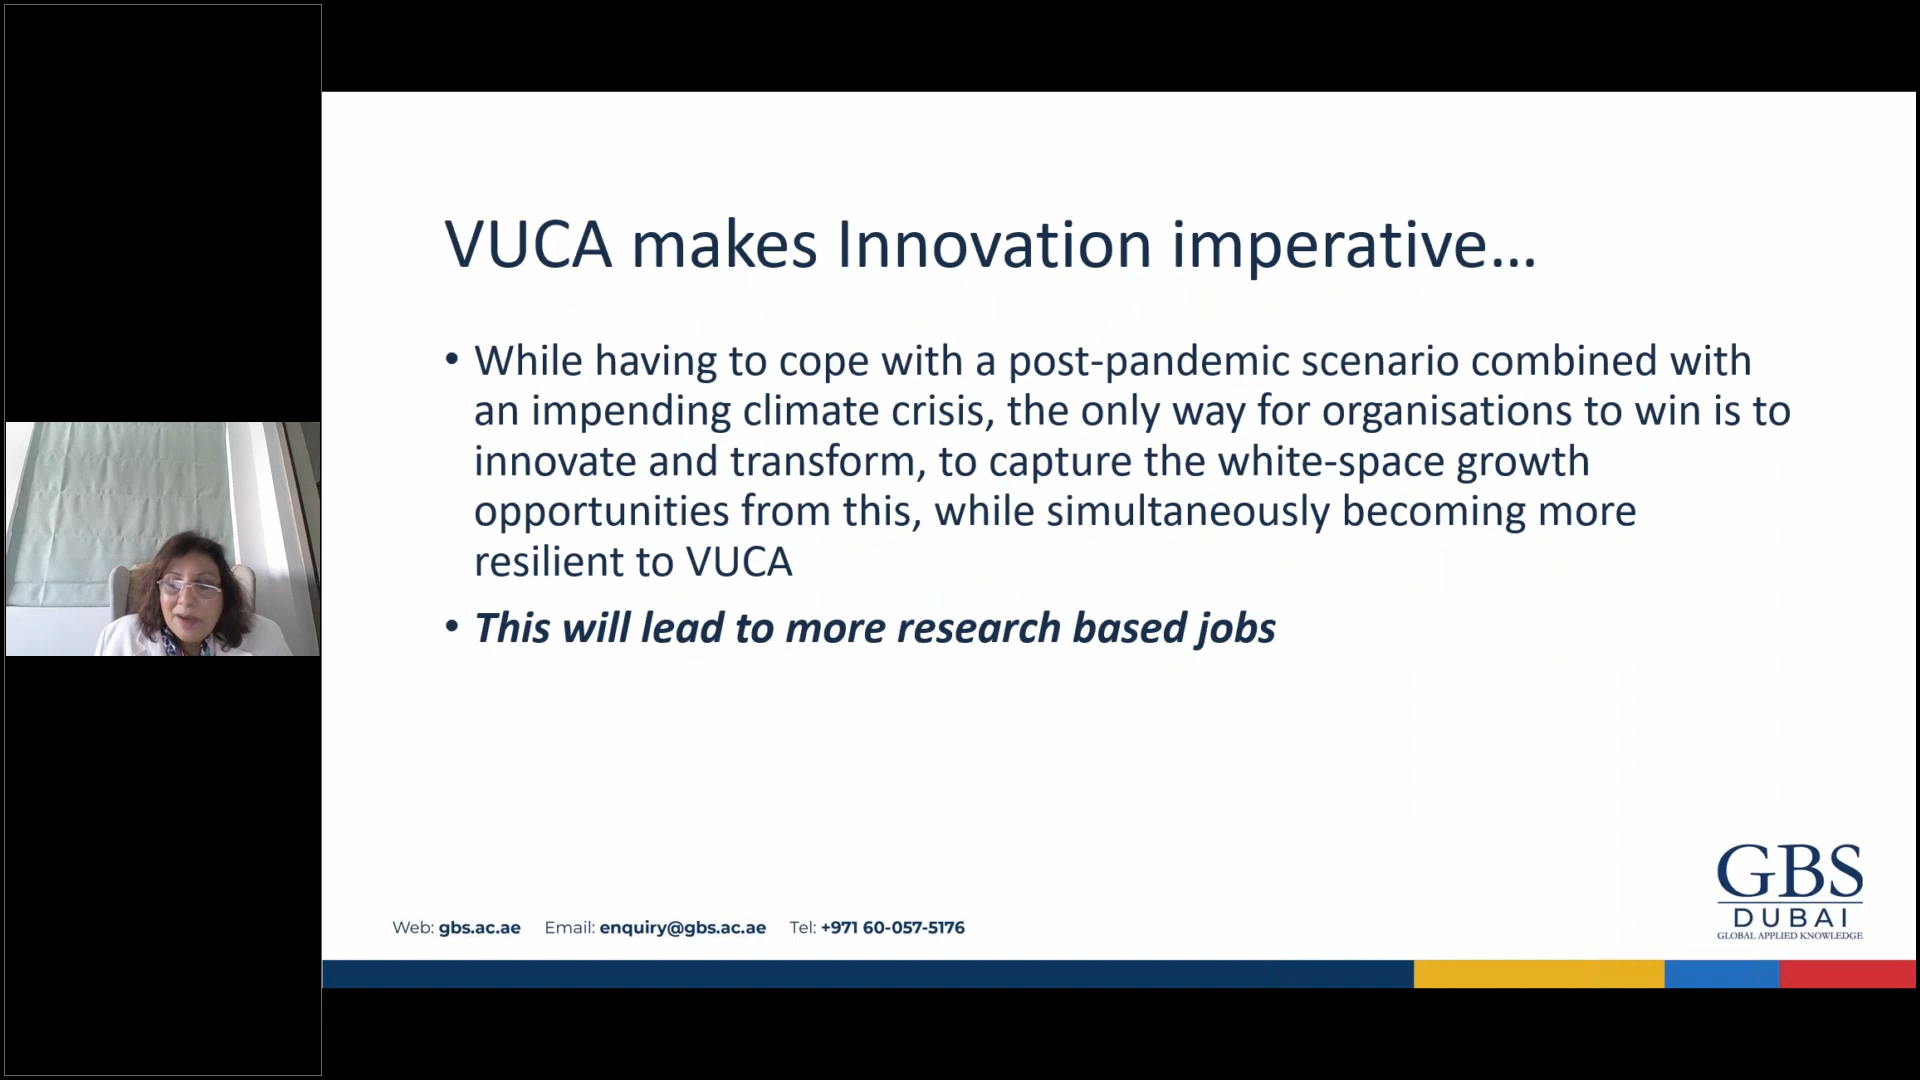 VUCA makes Innovation imperative...
• While having to cope with a post-pandemic scenario combined with
an impending climate crisis, the only way for organisations to win is to
innovate and transform, to capture the white-space growth
opportunities from this, while simultaneously becoming more
resilient to VUCA
• This will lead to more research based jobs
Web: gbs.ac.ae Email: enquiry@gbs.ac.ae Tel: +971 60-057-5176
GBS
DUBAI
GLOBAL APPLIED KNOWLEDGE